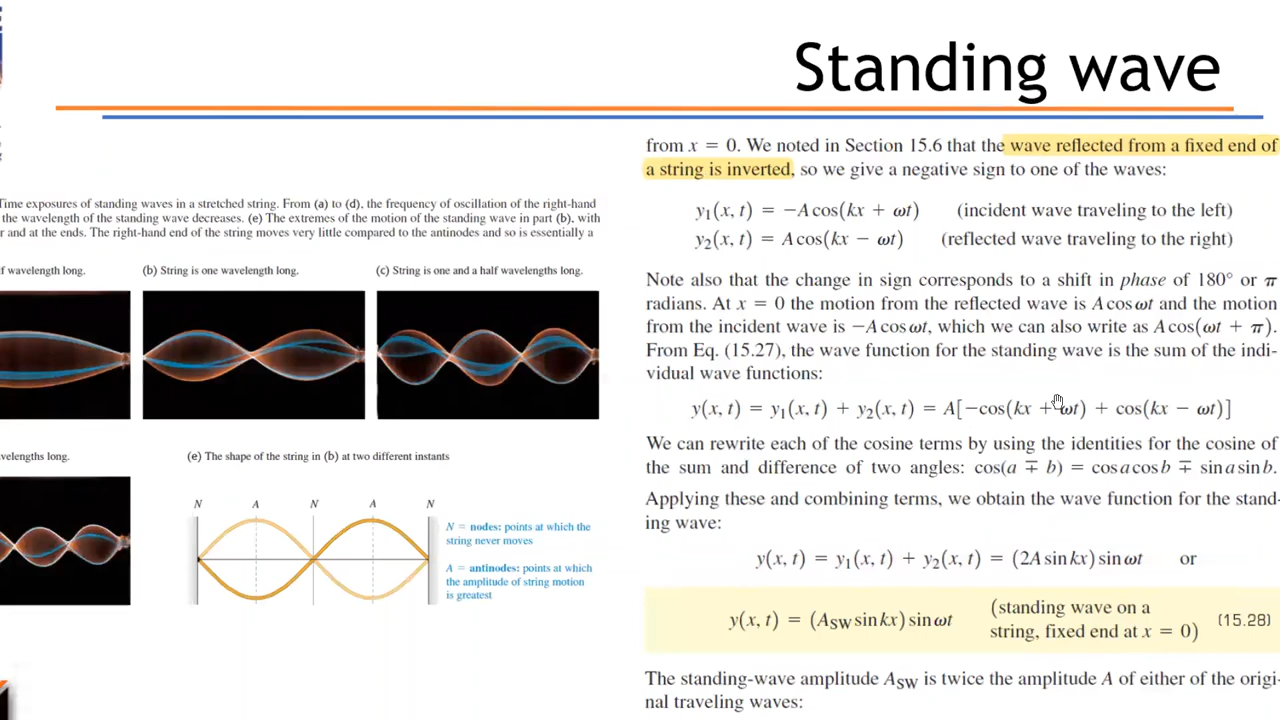 Standing wave
Time exposures of standing waves in a stretched string. From (a) to (d), the frequency of oscillation of the right-hand
the wavelength of the standing wave decreases. (e) The extremes of the motion of the standing wave in part (b), with
r and at the ends. The right-hand end of the string moves very little compared to the antinodes and so is essentially a
f wavelength long.
(b) String is one wavelength long.
(c) String is one and a half wavelengths long.
velengths long.
(e) The shape of the string in (b) at two different instants
N A N A N
N = nodes: points at which the
string never moves
A = antinodes: points at which
the amplitude of string motion
is greatest
from x = 0. We noted in Section 15.6 that the wave reflected from a fixed end of
a string is inverted, so we give a negative sign to one of the waves:
y₁(x, t) = −A cos(kx + ωt) (incident wave traveling to the left)
y₂(x, t) = A cos(kx − ωt) (reflected wave traveling to the right)
Note also that the change in sign corresponds to a shift in phase of 180° or π
radians. At x = 0 the motion from the reflected wave is A cos ωt and the motion
from the incident wave is −A cos ωt, which we can also write as A cos(ωt + π).
From Eq. (15.27), the wave function for the standing wave is the sum of the indi-
vidual wave functions:
y(x, t) = y₁(x, t) + y₂(x, t) = A[−cos(kx + ωt) + cos(kx − ωt)]
We can rewrite each of the cosine terms by using the identities for the cosine of
the sum and difference of two angles: cos(a ∓ b) = cos a cos b ∓ sin a sin b.
Applying these and combining terms, we obtain the wave function for the stand-
ing wave:
y(x, t) = y₁(x, t) + y₂(x, t) = (2A sin kx) sin ωt or
y(x, t) = (A_SW sin kx) sin ωt (standing wave on a
string, fixed end at x = 0) (15.28)
The standing-wave amplitude A_SW is twice the amplitude A of either of the origi-
nal traveling waves: